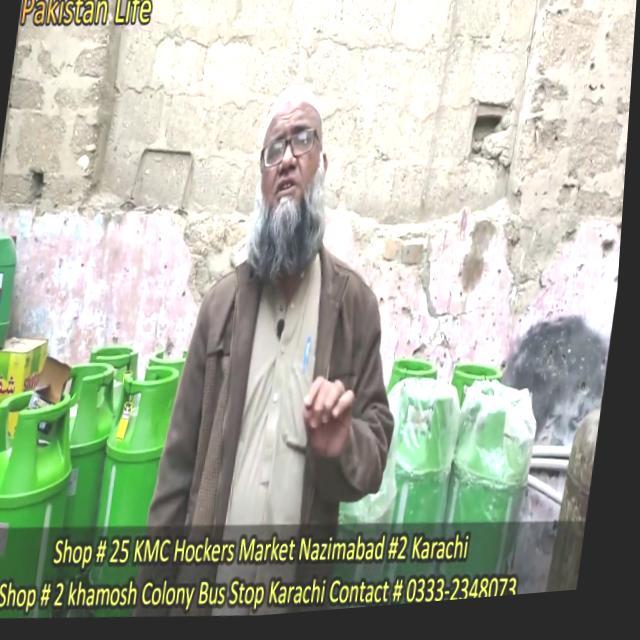 Pakistan Life
Shop # 25 KMC Hockers Market Nazimabad #2 Karachi
Shop # 2 khamosh Colony Bus Stop Karachi Contact # 0333-2348073